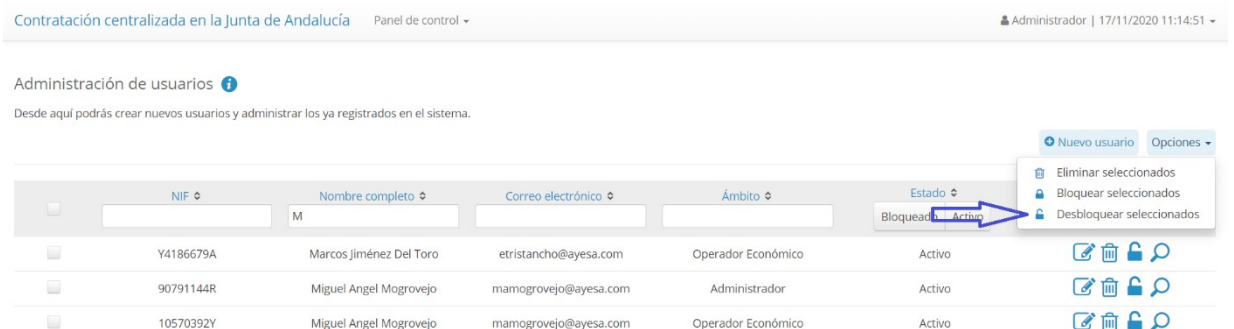 Contratación centralizada en la Junta de Andalucía Panel de control Administrador | 17/11/2020 11:14:51
Administración de usuarios
Desde aquí podrás crear nuevos usuarios y administrar los ya registrados en el sistema.
Nuevo usuario Opciones
Eliminar seleccionados
Bloquear seleccionados
Desbloquear seleccionados
NIF Nombre completo Correo electrónico Ámbito Estado
M Bloqueado Activo
Y4186679A Marcos Jiménez Del Toro etristancho@ayesa.com Operador Económico Activo
90791144R Miguel Angel Mogrovejo mamogrovejo@ayesa.com Administrador Activo
10570392Y Miguel Angel Mogrovejo mamogrovejo@ayesa.com Operador Económico Activo